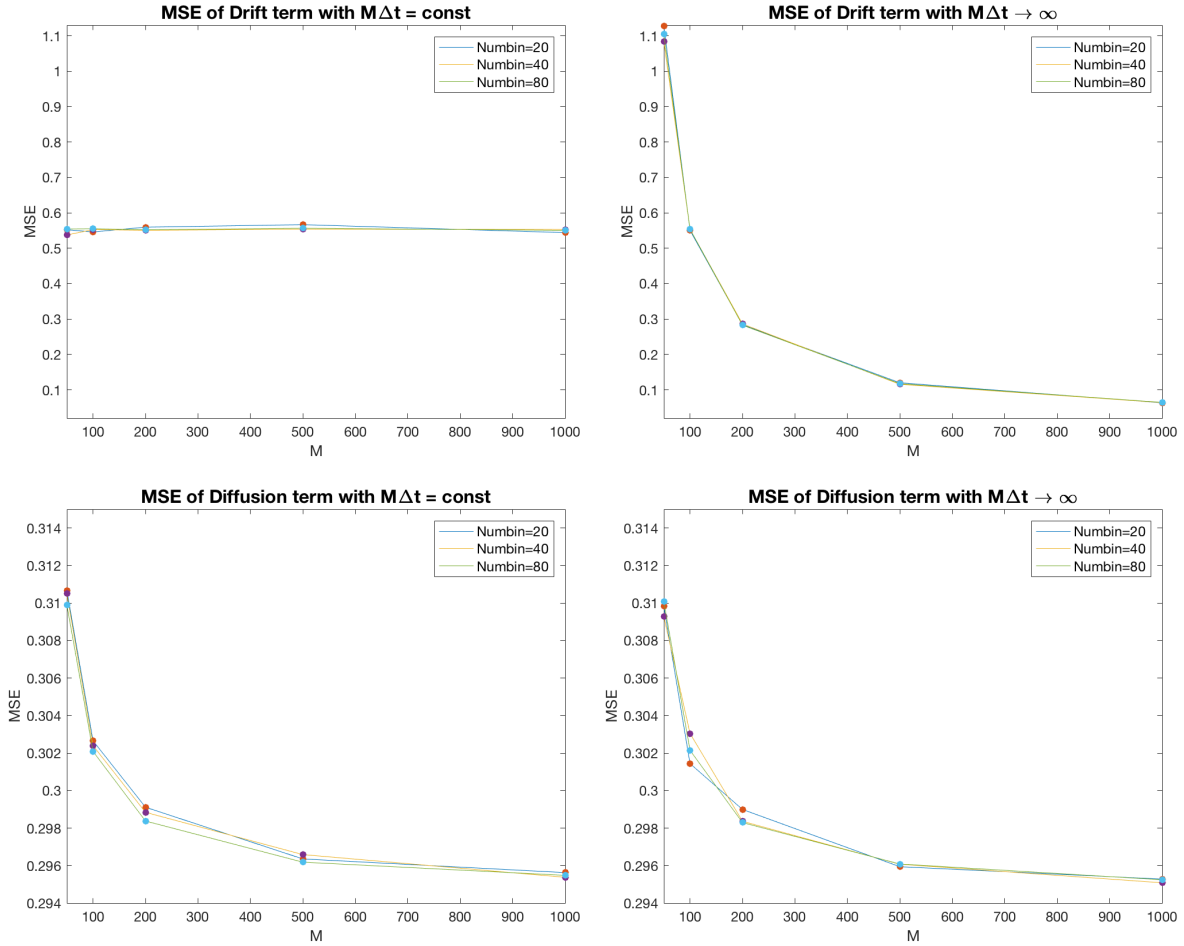 MSE of Drift term with MΔt = const
Numbin=20
Numbin=40
Numbin=80
1.1
1
0.9
0.8
0.7
0.6
0.5
0.4
0.3
0.2
0.1
MSE
100 200 300 400 500 600 700 800 900 1000
M
MSE of Drift term with MΔt → ∞
Numbin=20
Numbin=40
Numbin=80
1.1
1
0.9
0.8
0.7
0.6
0.5
0.4
0.3
0.2
0.1
MSE
100 200 300 400 500 600 700 800 900 1000
M
MSE of Diffusion term with MΔt = const
Numbin=20
Numbin=40
Numbin=80
0.314
0.312
0.31
0.308
0.306
0.304
0.302
0.3
0.298
0.296
0.294
MSE
100 200 300 400 500 600 700 800 900 1000
M
MSE of Diffusion term with MΔt → ∞
Numbin=20
Numbin=40
Numbin=80
0.314
0.312
0.31
0.308
0.306
0.304
0.302
0.3
0.298
0.296
0.294
MSE
100 200 300 400 500 600 700 800 900 1000
M